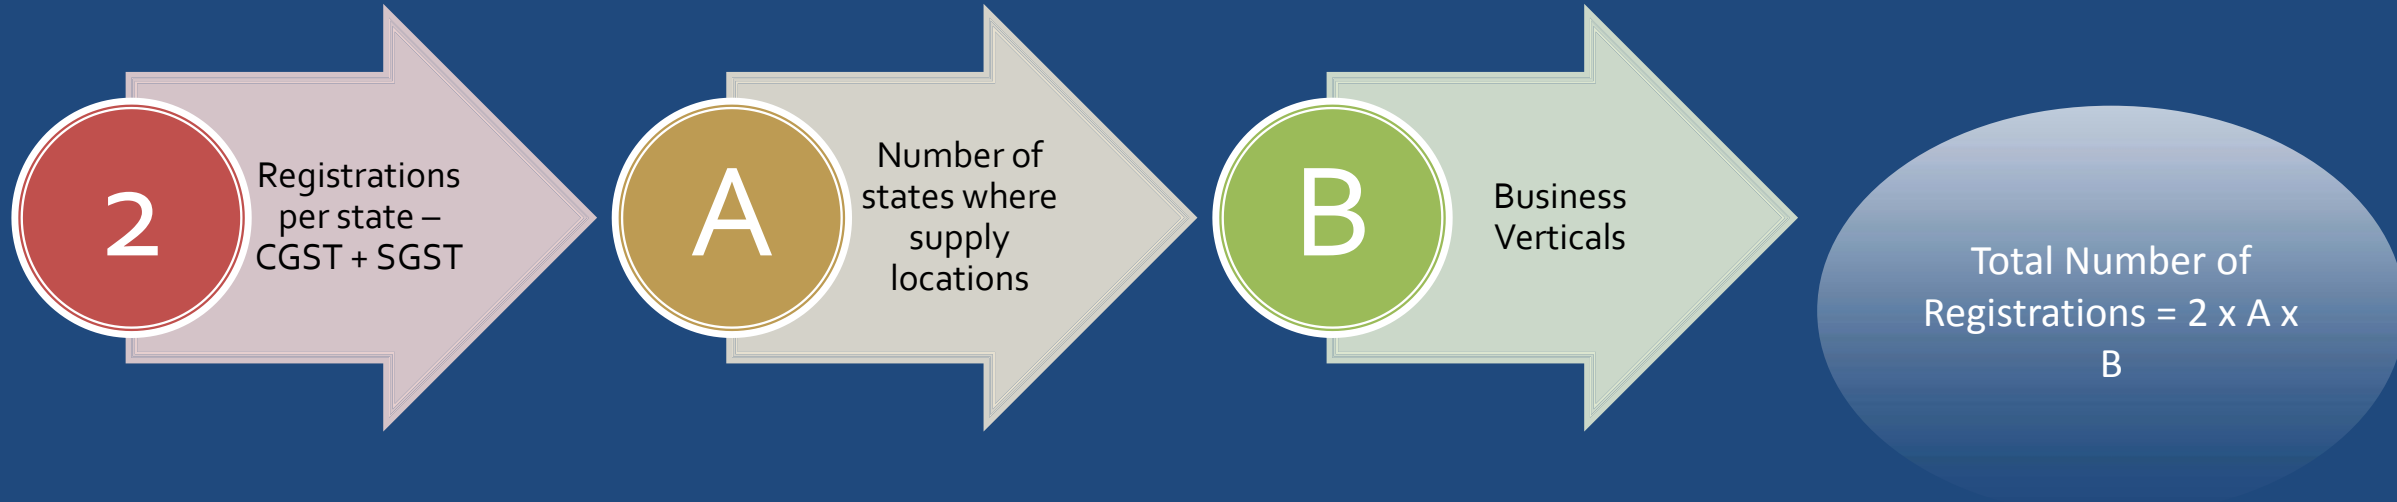 2
Registrations
per state –
CGST + SGST
A
Number of
states where
supply
locations
B
Business
Verticals
Total Number of
Registrations = 2 x A x
B